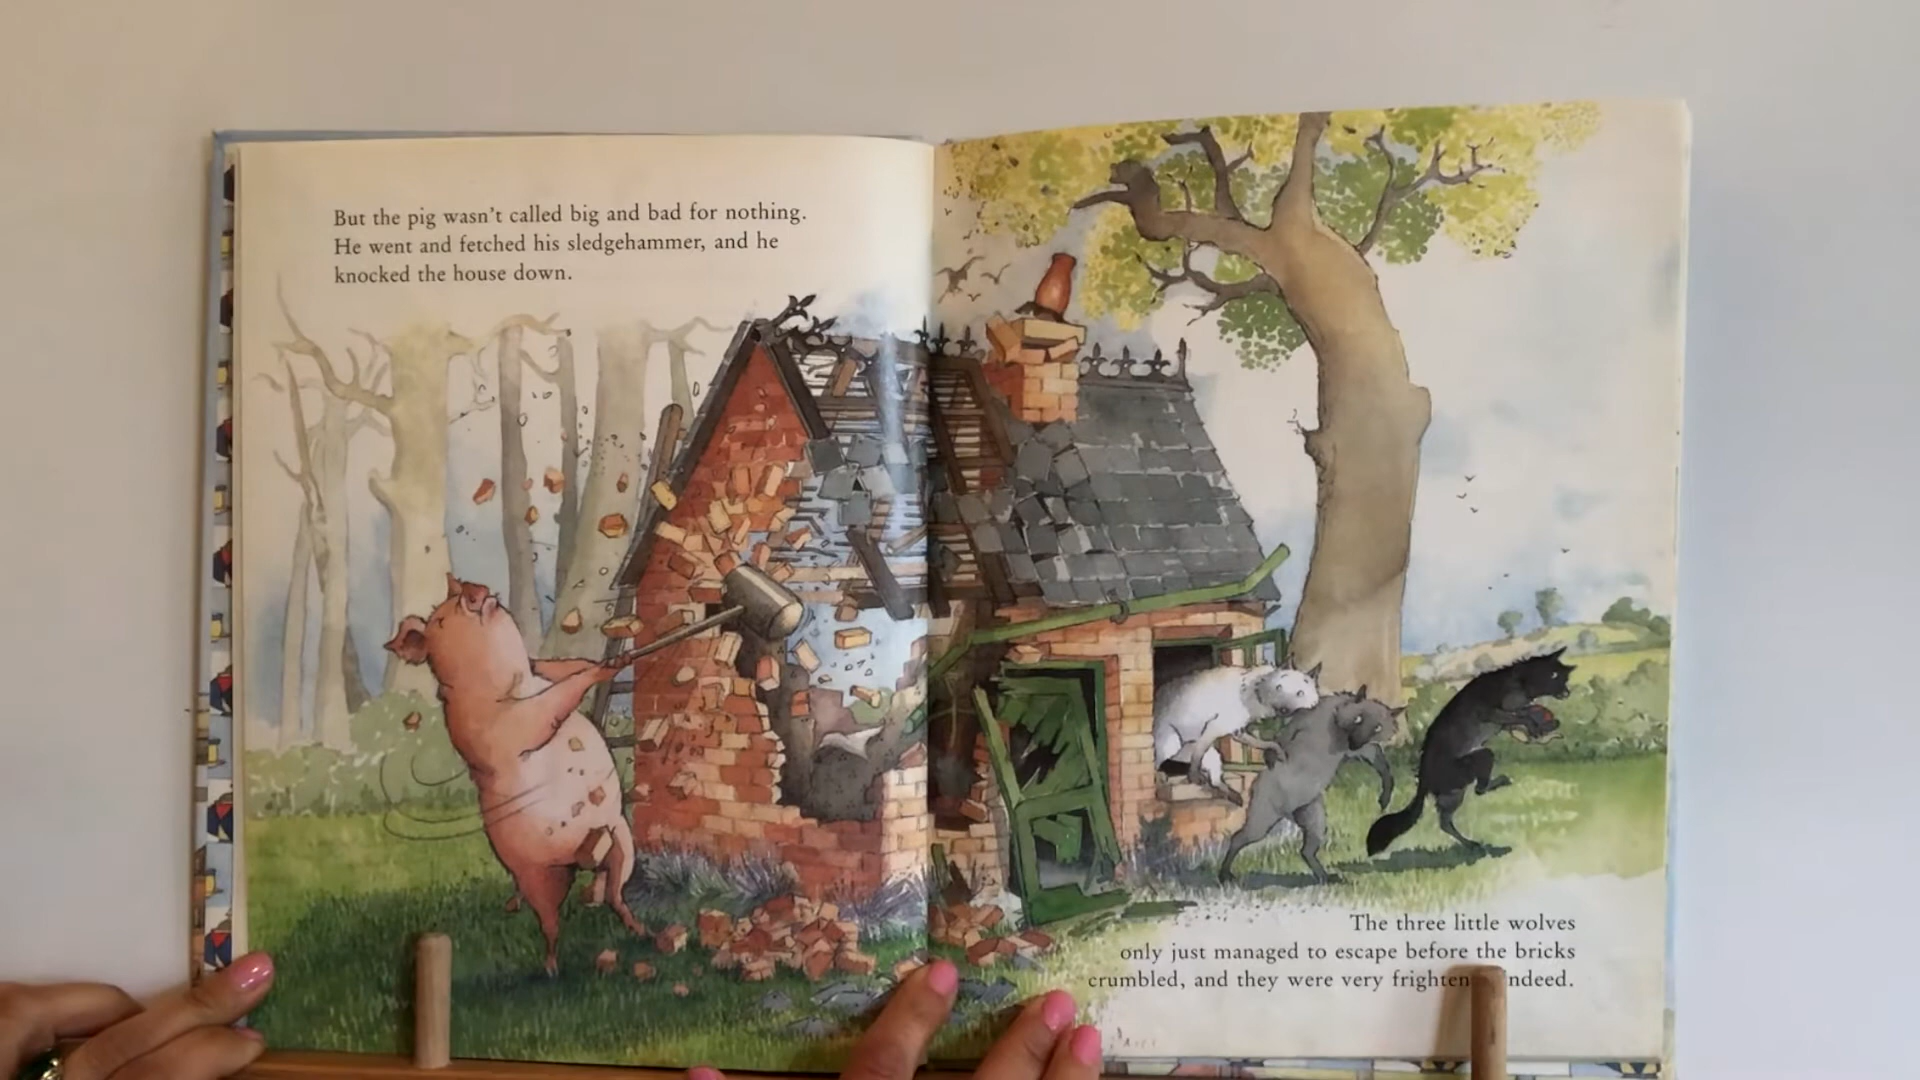 But the pig wasn't called big and bad for nothing.
He went and fetched his sledgehammer, and he
knocked the house down.
The three little wolves
only just managed to escape before the bricks
crumbled, and they were very frighten ndeed.